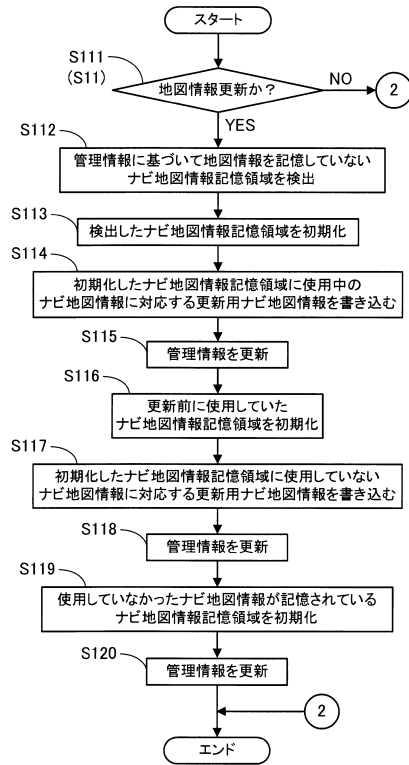 スタート
S111
(S11)
地図情報更新か？
NO
2
YES
S112
管理情報に基づいて地図情報を記憶していない
ナビ地図情報記憶領域を検出
S113
検出したナビ地図情報記憶領域を初期化
S114
初期化したナビ地図情報記憶領域に使用中の
ナビ地図情報に対応する更新用ナビ地図情報を書き込む
S115
管理情報を更新
S116
更新前に使用していた
ナビ地図情報記憶領域を初期化
S117
初期化したナビ地図情報記憶領域に使用していない
ナビ地図情報に対応する更新用ナビ地図情報を書き込む
S118
管理情報を更新
S119
使用していなかったナビ地図情報が記憶されている
ナビ地図情報記憶領域を初期化
S120
管理情報を更新
2
エンド